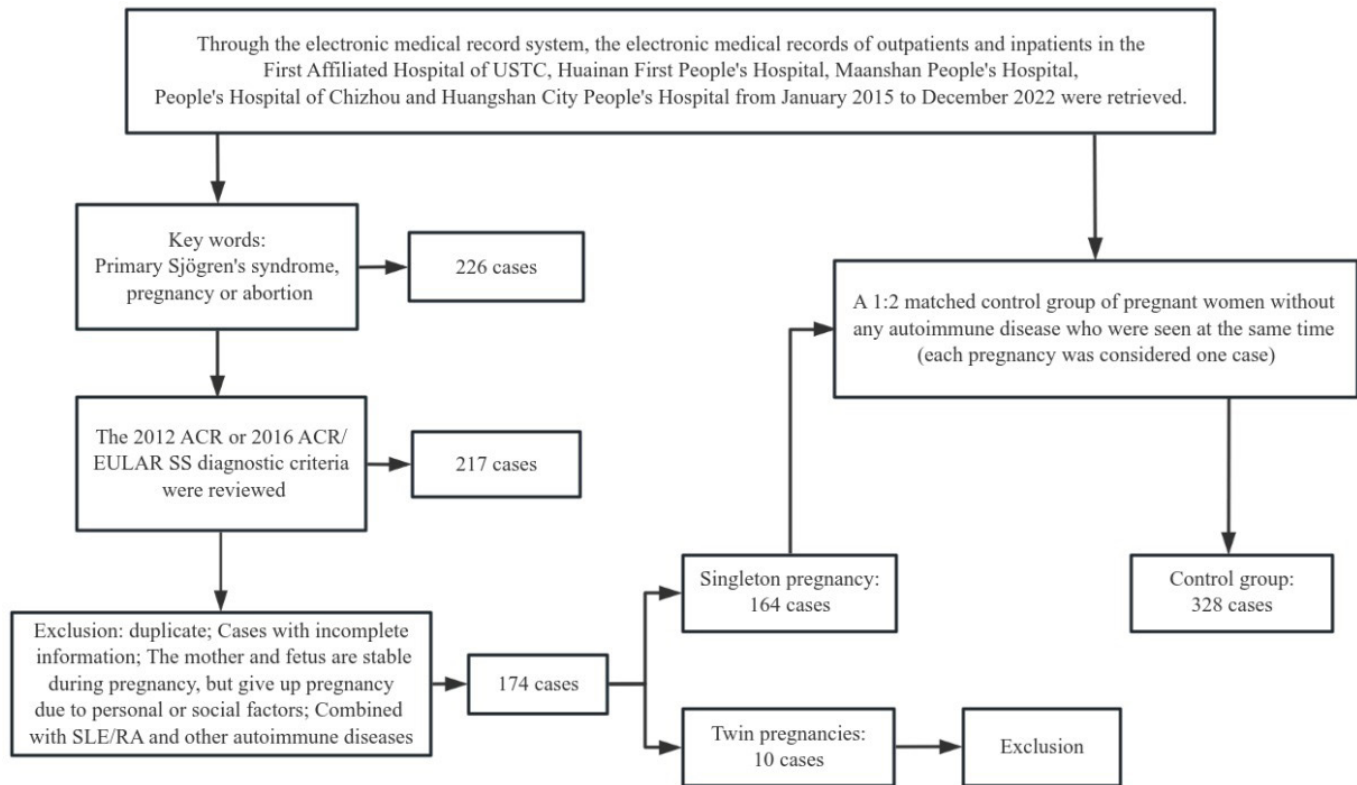 Through the electronic medical record system, the electronic medical records of outpatients and inpatients in the
First Affiliated Hospital of USTC, Huainan First People's Hospital, Maanshan People's Hospital,
People's Hospital of Chizhou and Huangshan City People's Hospital from January 2015 to December 2022 were retrieved.
Key words:
Primary Sjögren's syndrome,
pregnancy or abortion
226 cases
A 1:2 matched control group of pregnant women without
any autoimmune disease who were seen at the same time
(each pregnancy was considered one case)
The 2012 ACR or 2016 ACR/
EULAR SS diagnostic criteria
were reviewed
217 cases
Singleton pregnancy:
164 cases
Control group:
328 cases
Exclusion: duplicate; Cases with incomplete
information; The mother and fetus are stable
during pregnancy, but give up pregnancy
due to personal or social factors; Combined
with SLE/RA and other autoimmune diseases
174 cases
Twin pregnancies:
10 cases
Exclusion